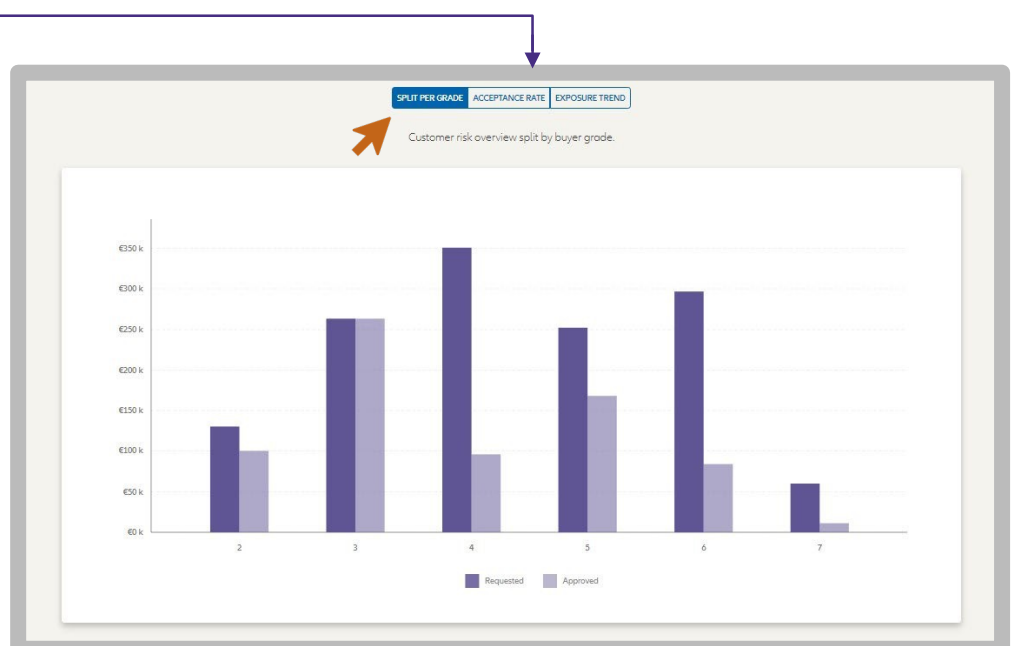 SPLIT PER GRADE ACCEPTANCE RATE EXPOSURE TREND
Customer risk overview split by buyer grade.
€350 k
€300 k
€250 k
€200 k
€150 k
€100 k
€50 k
€0 k
2 3 4 5 6 7
Requested Approved